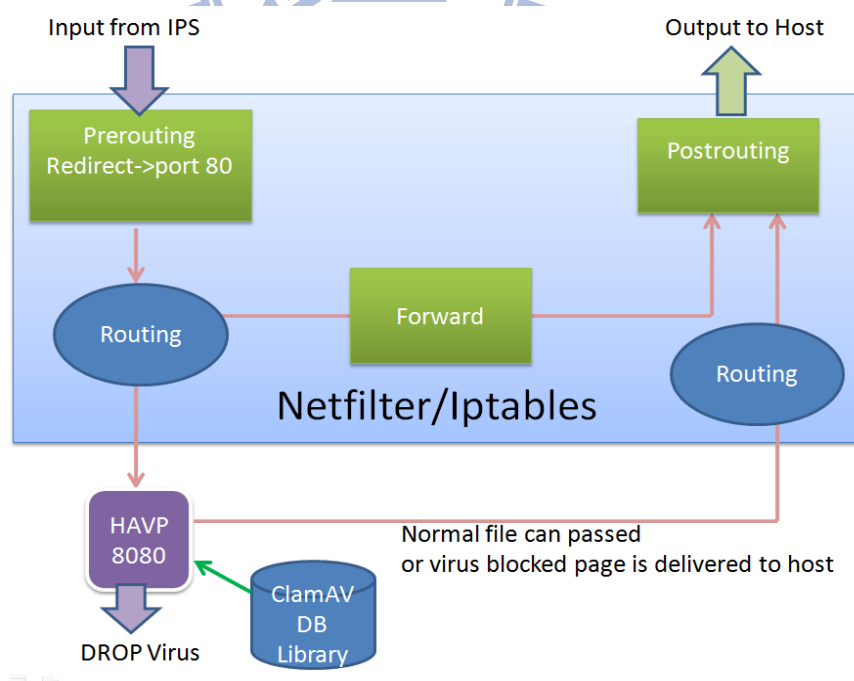 Input from IPS
Output to Host
Prerouting
Redirect->port 80
Postrouting
Routing
Forward
Routing
Netfilter/Iptables
HAVP
8080
Normal file can passed
or virus blocked page is delivered to host
ClamAV
DB
Library
DROP Virus